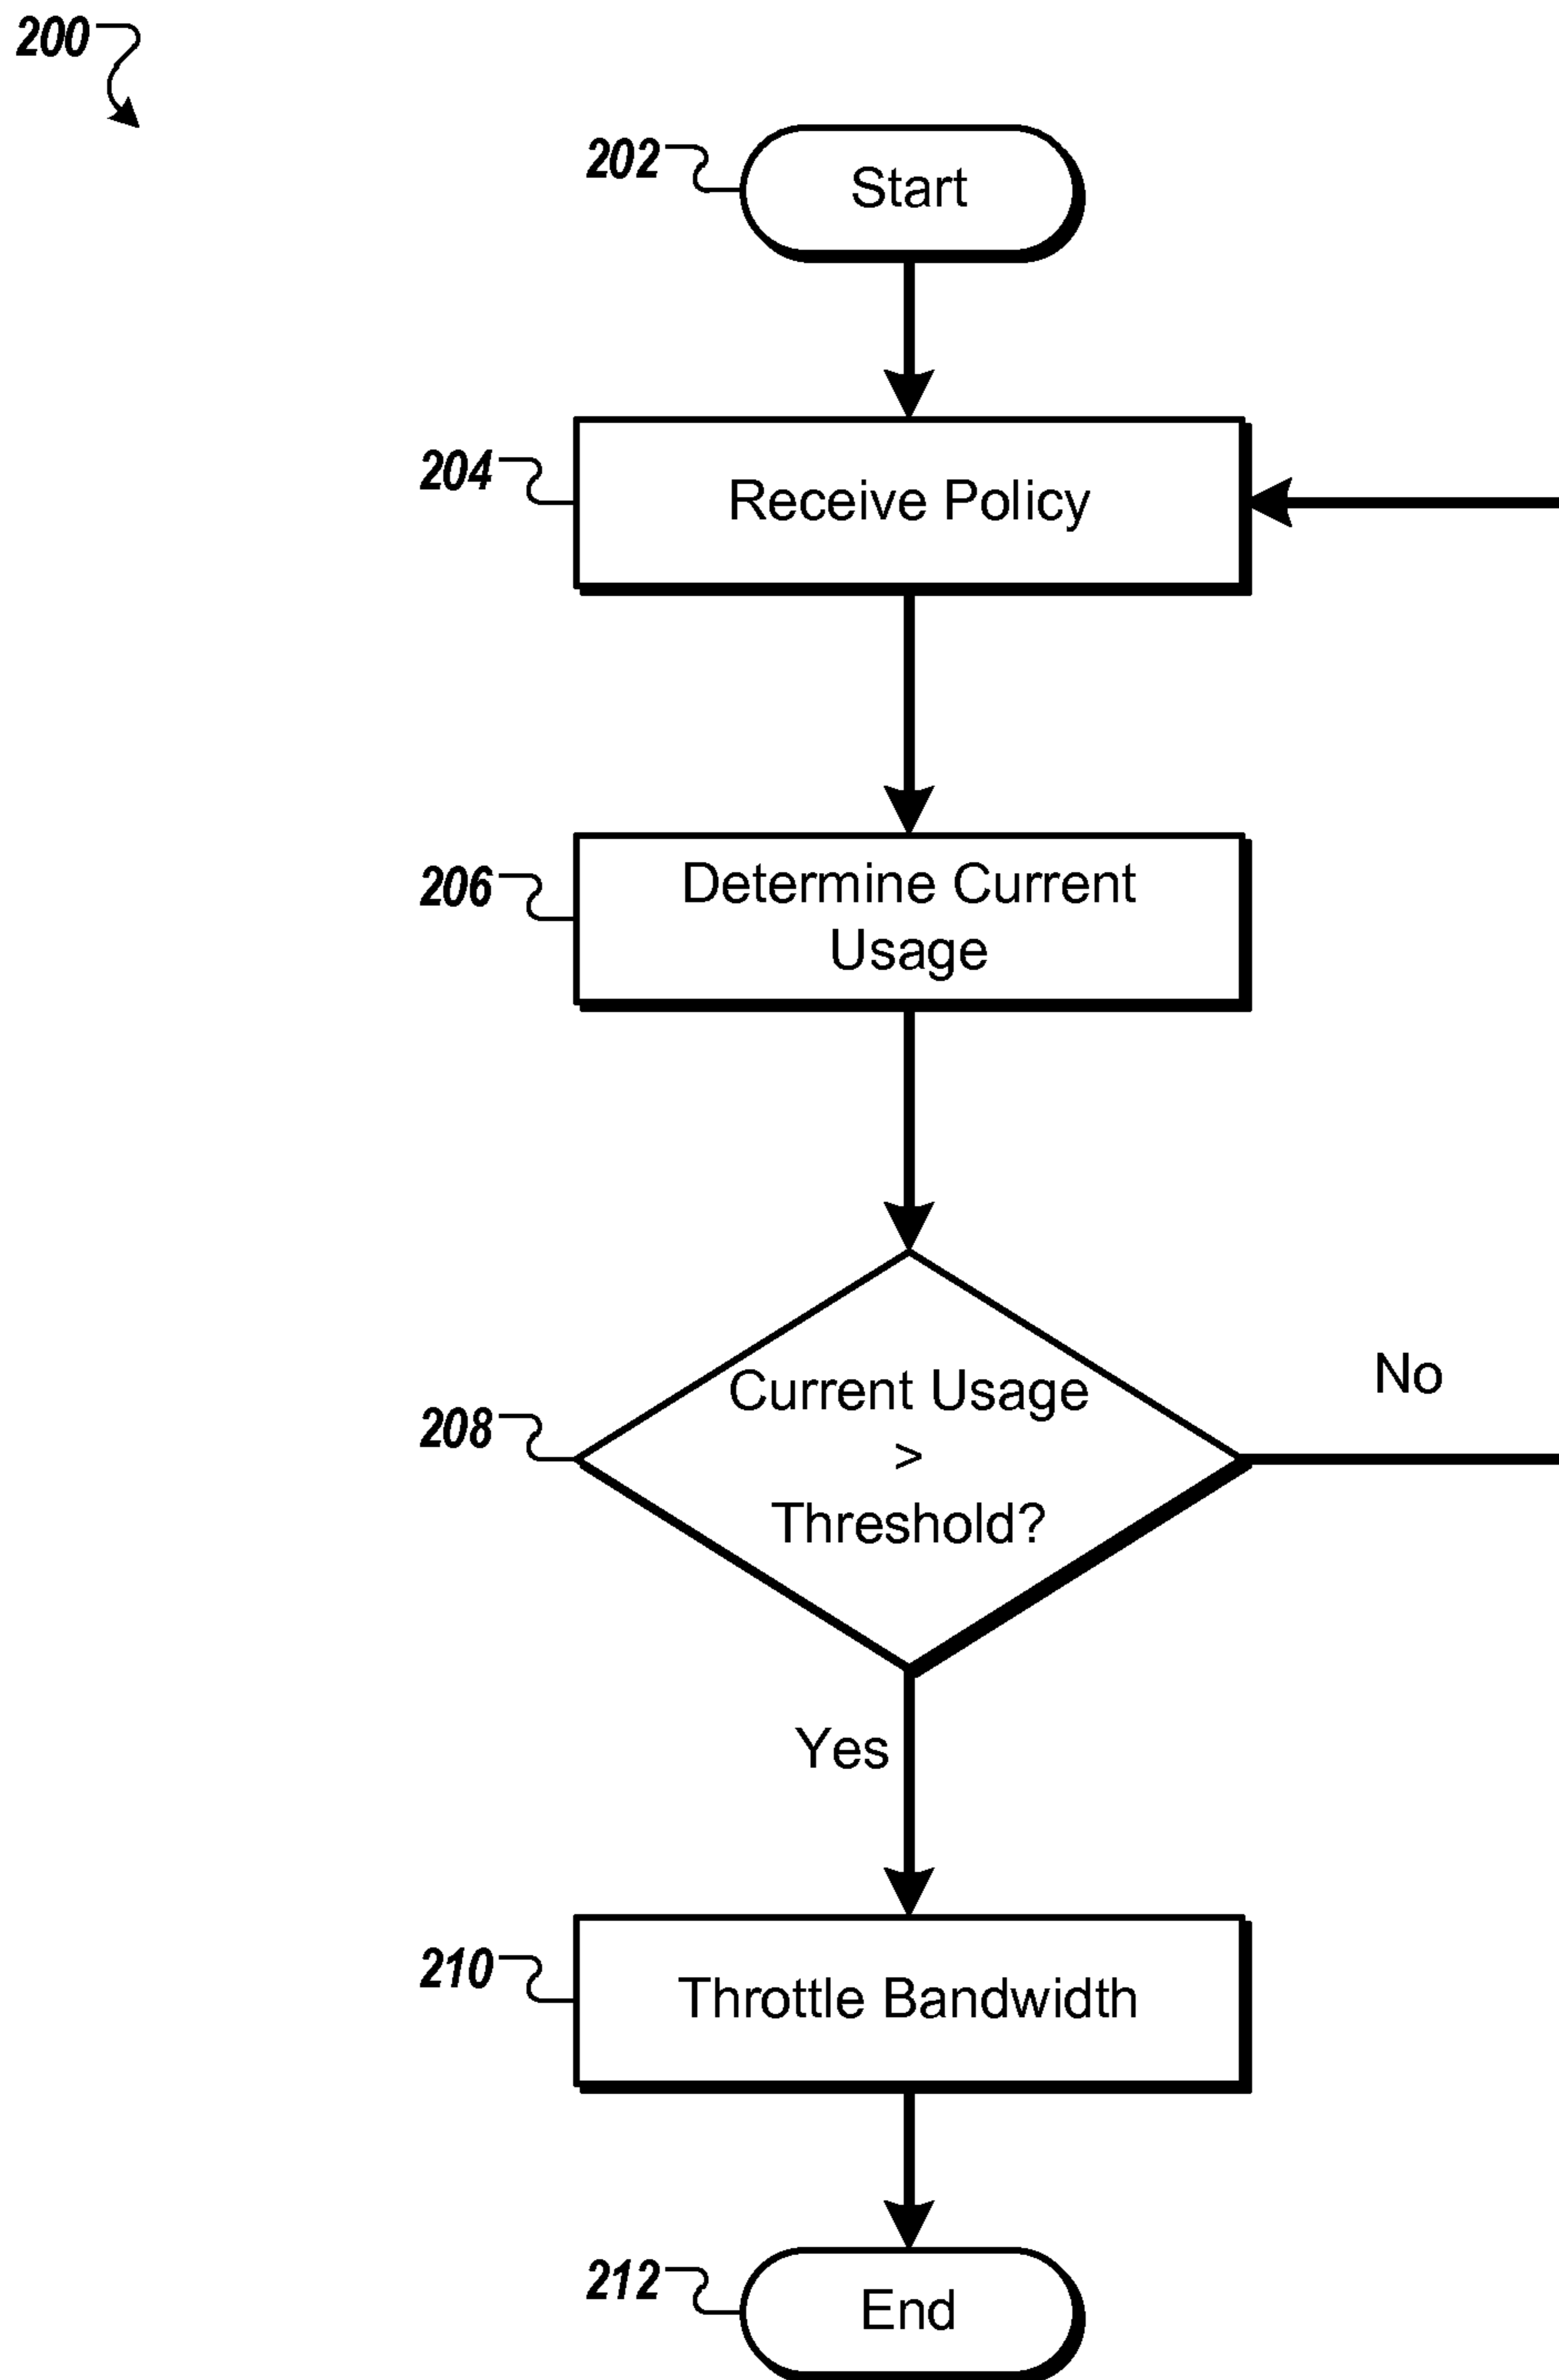 200
202
Start
204
Receive Policy
206
Determine Current
Usage
208
Current Usage
>
Threshold?
No
Yes
210
Throttle Bandwidth
212
End